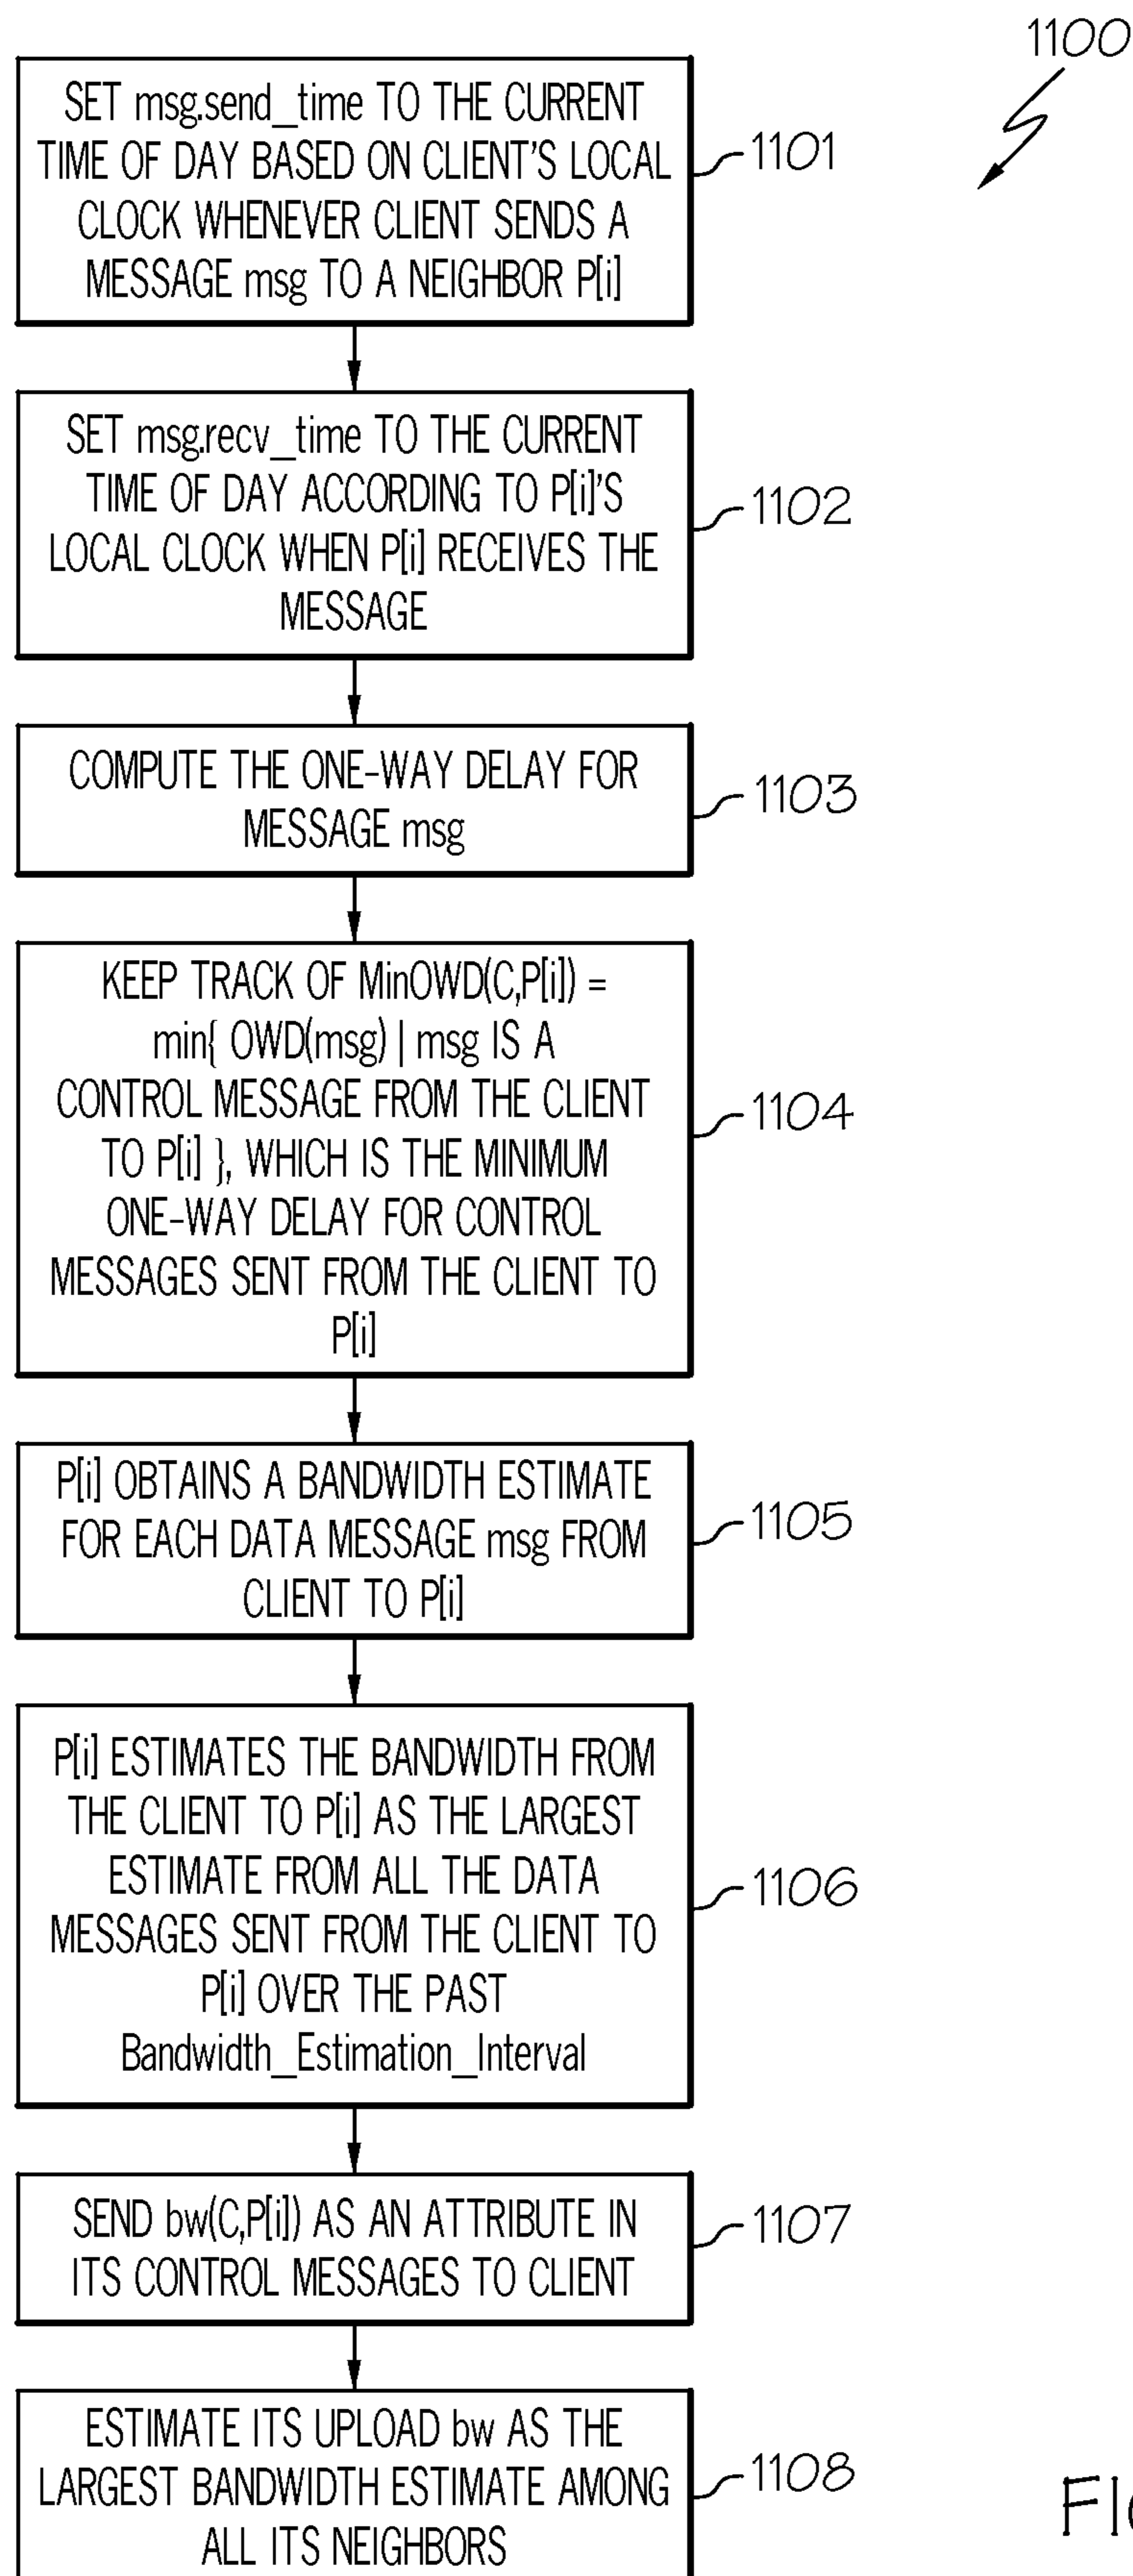 1100
SET msg.send_time TO THE CURRENT
TIME OF DAY BASED ON CLIENT'S LOCAL
CLOCK WHENEVER CLIENT SENDS A
MESSAGE msg TO A NEIGHBOR P[i]
1101
SET msg.recv_time TO THE CURRENT
TIME OF DAY ACCORDING TO P[i]'S
LOCAL CLOCK WHEN P[i] RECEIVES THE
MESSAGE
1102
COMPUTE THE ONE-WAY DELAY FOR
MESSAGE msg
1103
KEEP TRACK OF MinOWD(C,P[i]) =
min{ OWD(msg) | msg IS A
CONTROL MESSAGE FROM THE CLIENT
TO P[i] }, WHICH IS THE MINIMUM
ONE-WAY DELAY FOR CONTROL
MESSAGES SENT FROM THE CLIENT TO
P[i]
1104
P[i] OBTAINS A BANDWIDTH ESTIMATE
FOR EACH DATA MESSAGE msg FROM
CLIENT TO P[i]
1105
P[i] ESTIMATES THE BANDWIDTH FROM
THE CLIENT TO P[i] AS THE LARGEST
ESTIMATE FROM ALL THE DATA
MESSAGES SENT FROM THE CLIENT TO
P[i] OVER THE PAST
Bandwidth_Estimation_Interval
1106
SEND bw(C,P[i]) AS AN ATTRIBUTE IN
ITS CONTROL MESSAGES TO CLIENT
1107
ESTIMATE ITS UPLOAD bw AS THE
LARGEST BANDWIDTH ESTIMATE AMONG
ALL ITS NEIGHBORS
1108